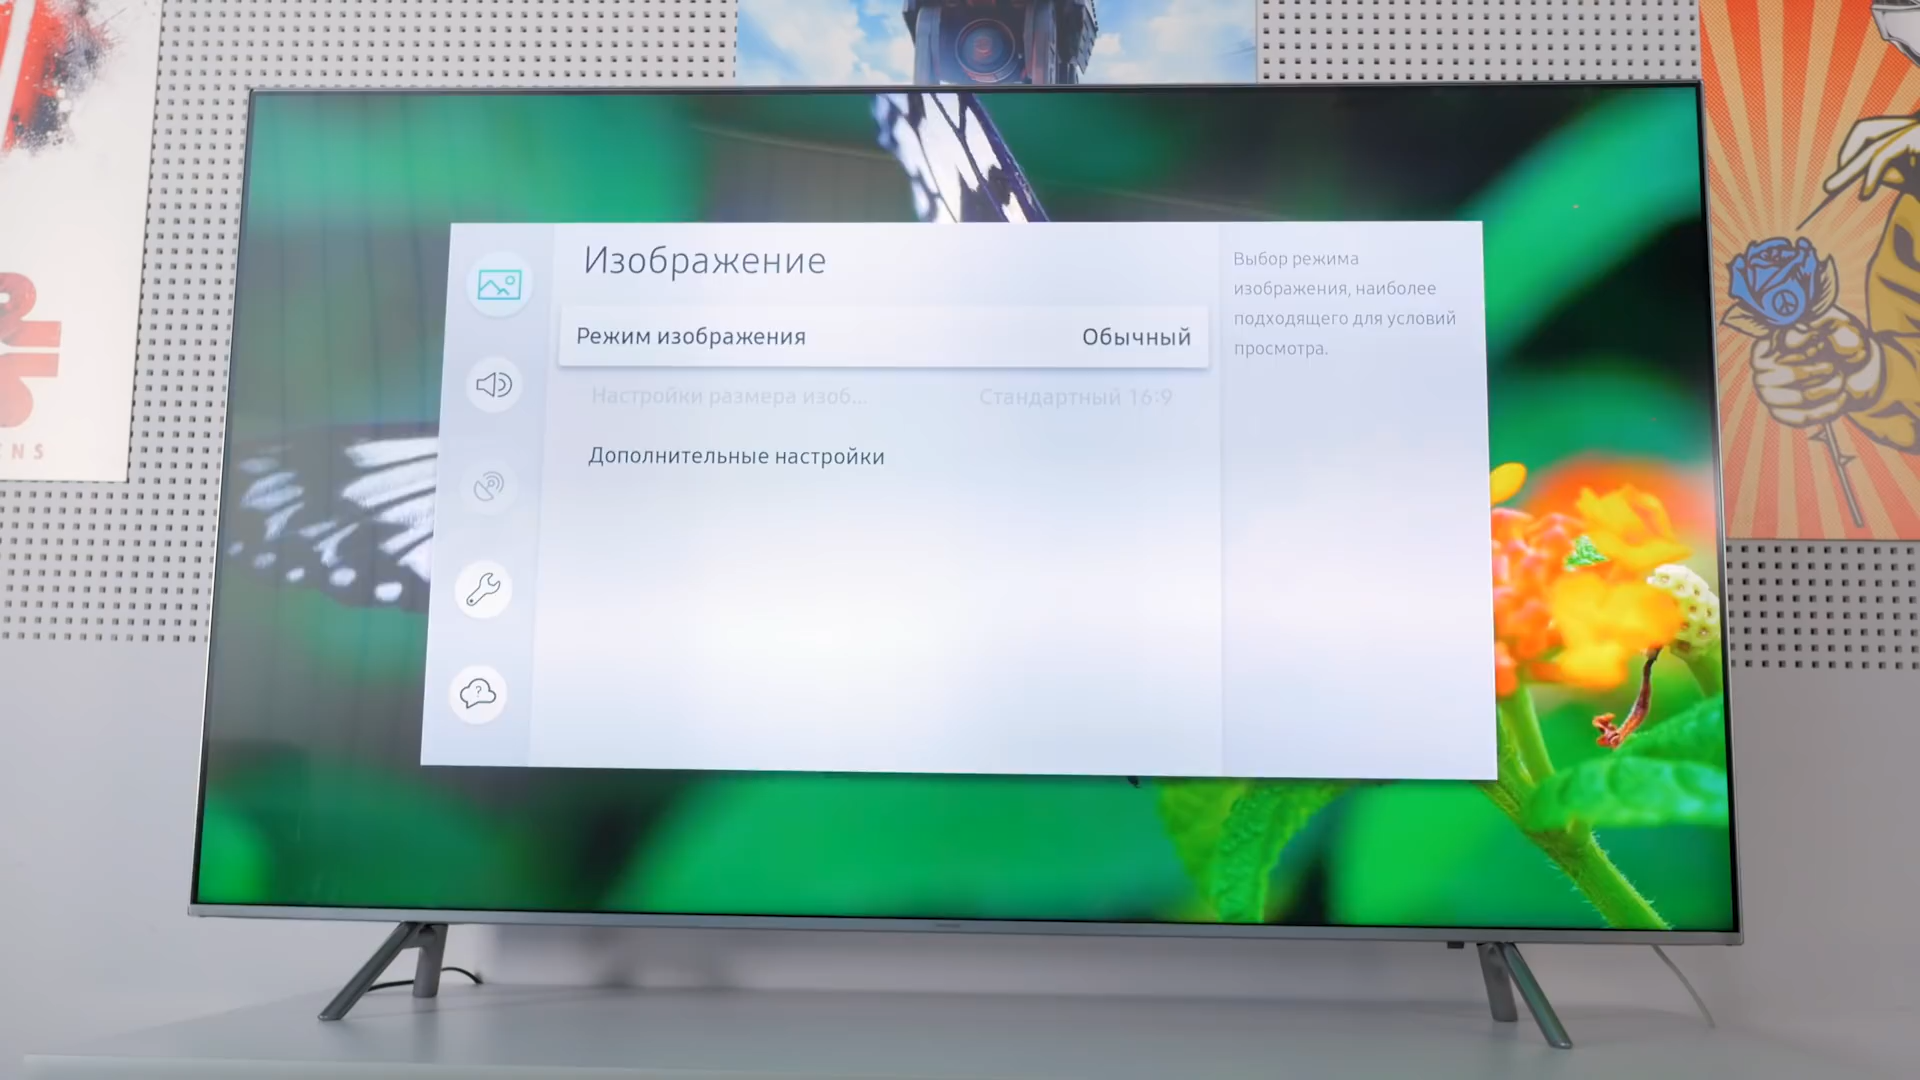 Изображение
Режим изображения Обычный
Настройки размера изоб... Стандартный 16:9
Дополнительные настройки
Выбор режима
изображения, наиболее
подходящего для условий
просмотра.
?